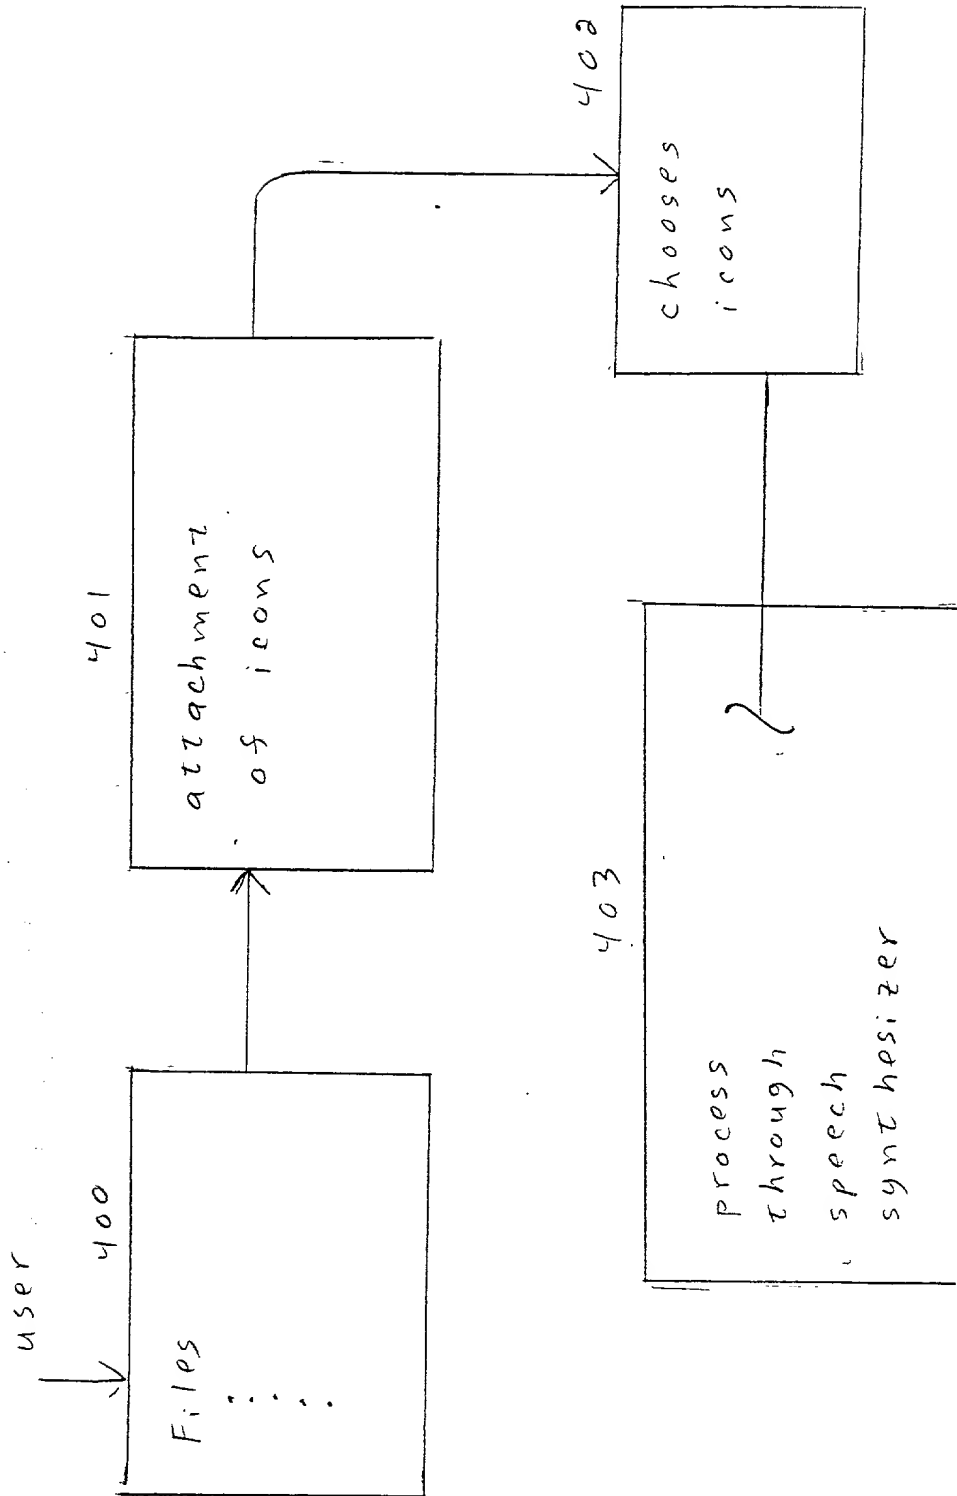 user
400
Files
.....
401
attachment
of icons
402
chooses
icons
403
process
through
speech
synthesizer